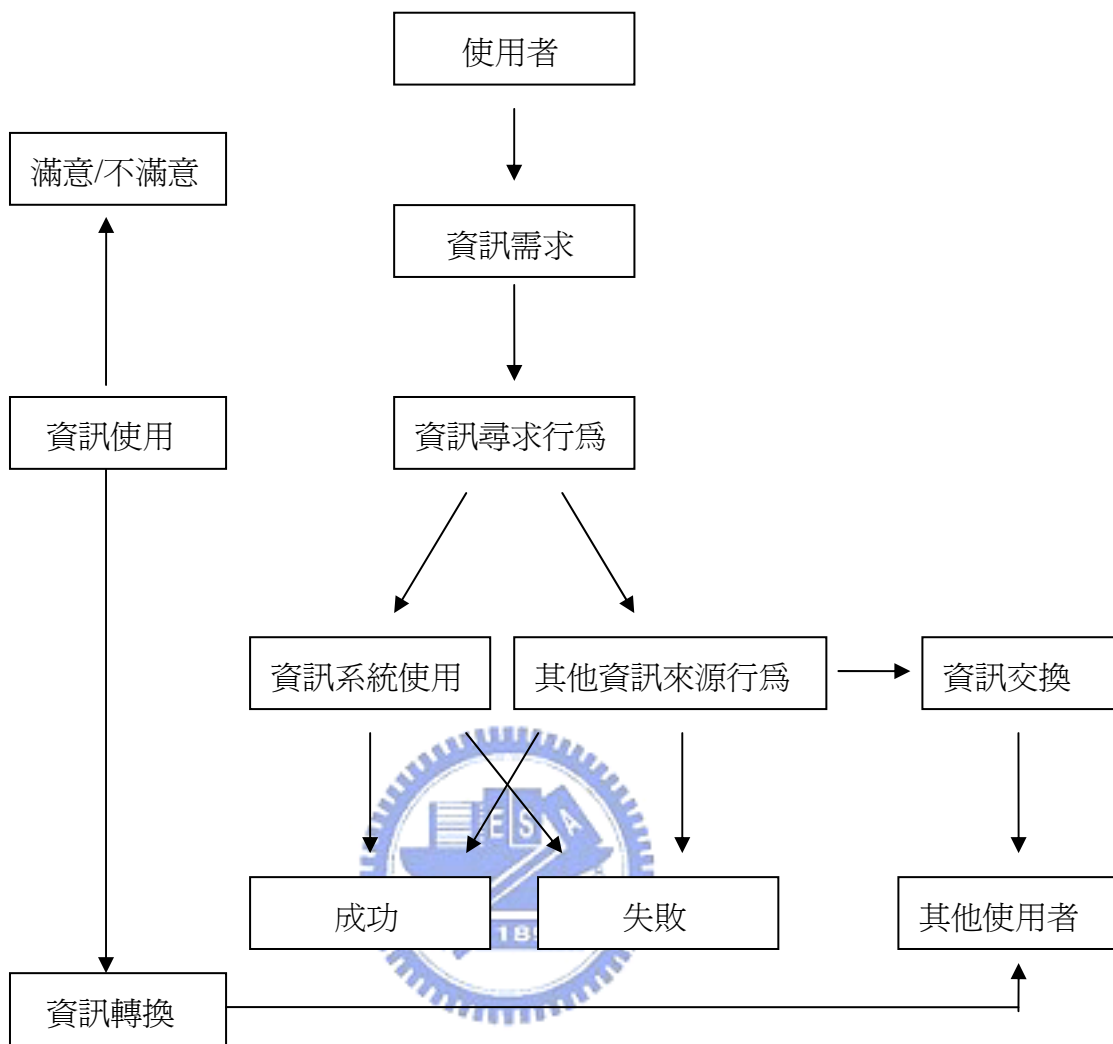 使用者
滿意/不滿意
資訊需求
資訊使用
資訊尋求行為
資訊系統使用
其他資訊來源行為
資訊交換
E S A
成功
失敗
其他使用者
資訊轉換